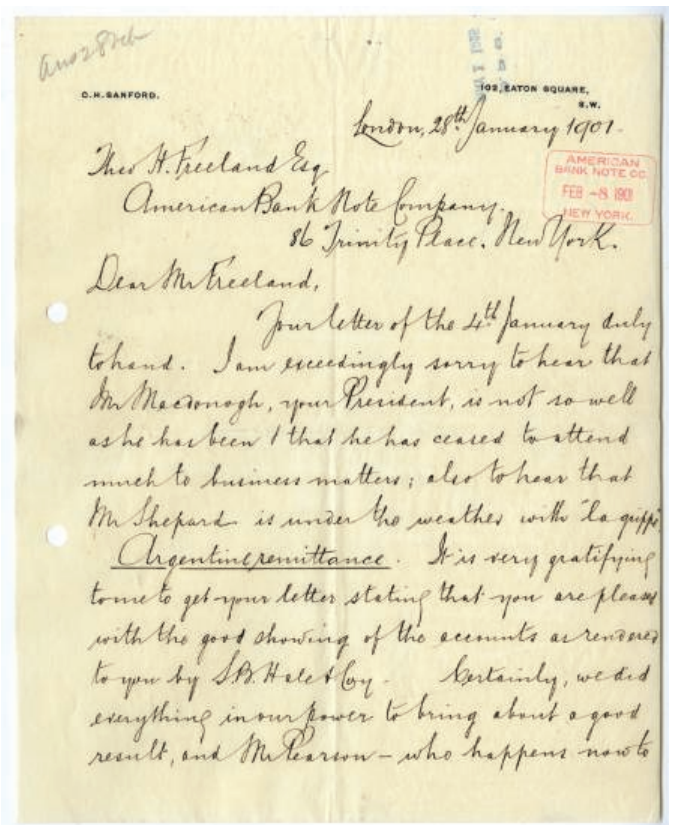 Ans 28 Feb
C.H. SANFORD.
102, EATON SQUARE,
S.W.
London, 28th January 1901.
Theo H. Freeland Esq
American Bank Note Company.
86 Trinity Place. New York.
AMERICAN
BANK NOTE CO.
FEB -8 1901
NEW YORK.
Dear Mr Freeland,
Your letter of the 4th January duly
to hand. I am exceedingly sorry to hear that
Mr Macdonogh, your President, is not so well
as he has been & that he has ceased to attend
much to business matters; also to hear that
Mr Shepard is under the weather with "la grippe".
Argentine remittance. It is very gratifying
to me to get your letter stating that you are pleased
with the good showing of the accounts as rendered
to you by S.B. Hale & Coy. Certainly, we did
everything in our power to bring about a good
result, and Mr Pearson – who happens now to